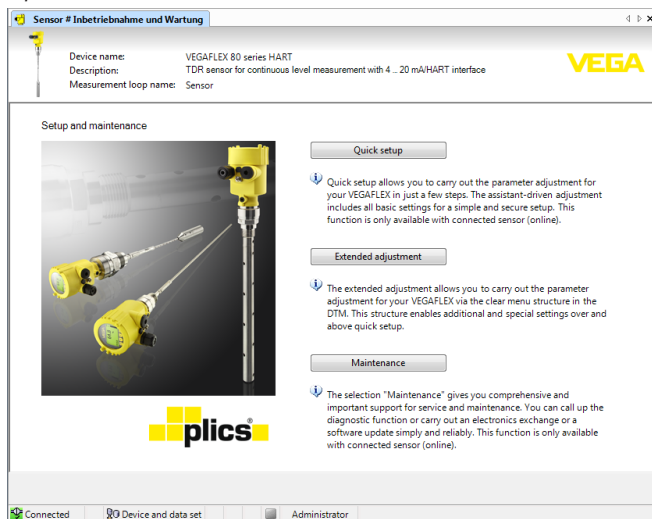 Sensor # Inbetriebnahme und Wartung
Device name: VEGAFLEX 80 series HART
Description: TDR sensor for continuous level measurement with 4 .. 20 mA/HART interface
Measurement loop name: Sensor
VEGA
Setup and maintenance
Quick setup
Quick setup allows you to carry out the parameter adjustment for
your VEGAFLEX in just a few steps. The assistant-driven adjustment
includes all basic settings for a simple and secure setup. This
function is only available with connected sensor (online).
Extended adjustment
The extended adjustment allows you to carry out the parameter
adjustment for your VEGAFLEX via the clear menu structure in the
DTM. This structure enables additional and special settings over and
above quick setup.
Maintenance
The selection "Maintenance" gives you comprehensive and
important support for service and maintenance. You can call up the
diagnostic function or carry out an electronics exchange or a
software update simply and reliably. This function is only available
with connected sensor (online).
plics®
Connected Device and data set Administrator